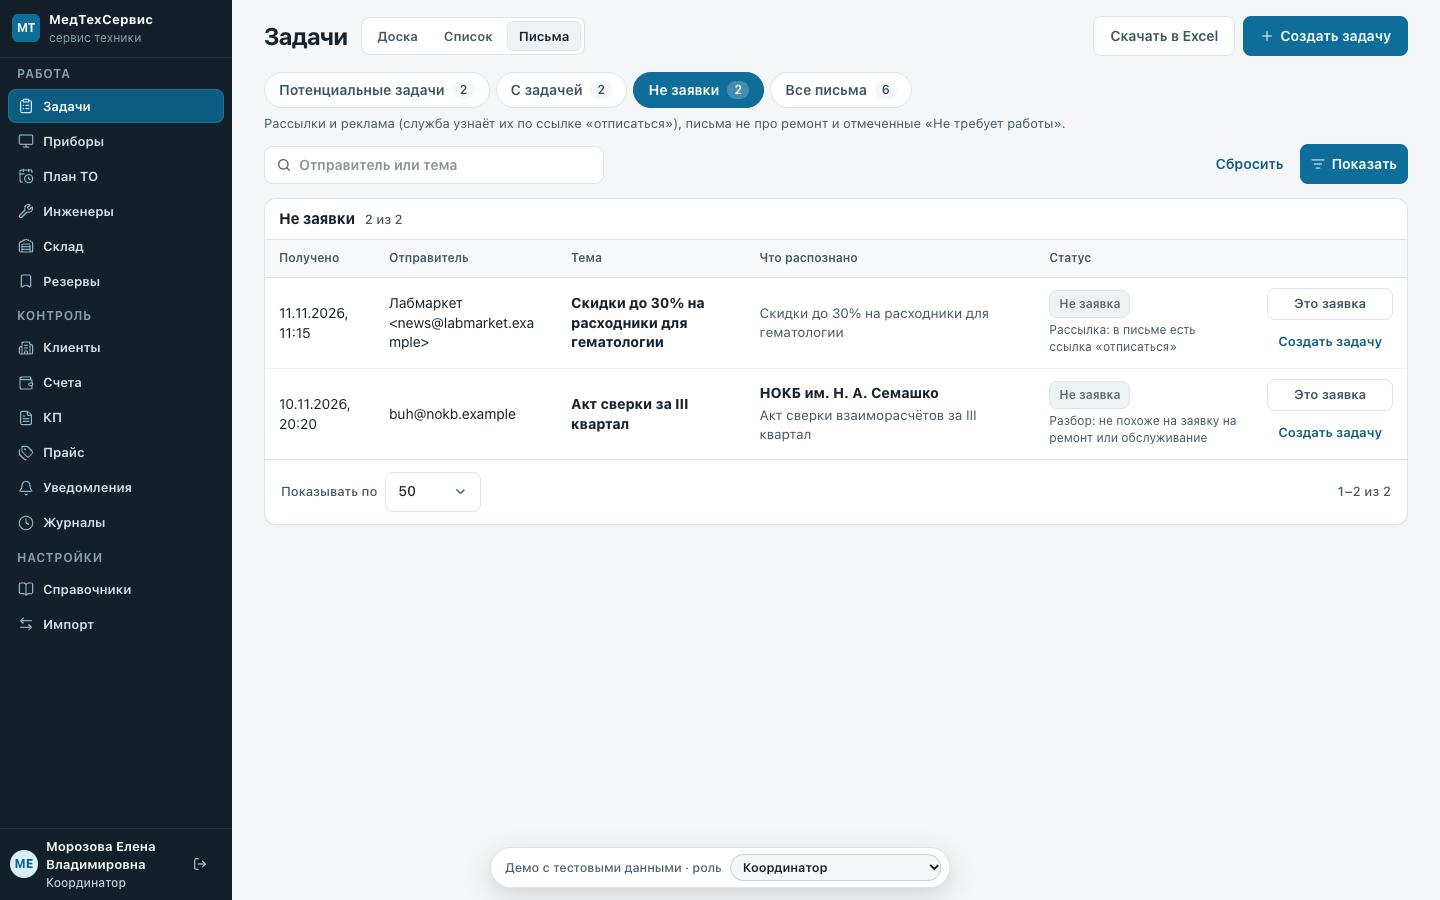 МТ
МедТехСервис
сервис техники
РАБОТА
Задачи
Приборы
План ТО
Инженеры
Склад
Резервы
КОНТРОЛЬ
Клиенты
Счета
КП
Прайс
Уведомления
Журналы
НАСТРОЙКИ
Справочники
Импорт
МЕ
Морозова Елена
Владимировна
Координатор
Задачи
Доска Список Письма
Скачать в Excel
+ Создать задачу
Потенциальные задачи 2
С задачей 2
Не заявки 2
Все письма 6
Рассылки и реклама (служба узнаёт их по ссылке «отписаться»), письма не про ремонт и отмеченные «Не требует работы».
Отправитель или тема
Сбросить
Показать
Не заявки 2 из 2
Получено Отправитель Тема Что распознано Статус
11.11.2026,
11:15
Лабмаркет
<news@labmarket.exa
mple>
Скидки до 30% на
расходники для
гематологии
Скидки до 30% на расходники для
гематологии
Не заявка
Рассылка: в письме есть
ссылка «отписаться»
Это заявка
Создать задачу
10.11.2026,
20:20
buh@nokb.example
Акт сверки за III
квартал
НОКБ им. Н. А. Семашко
Акт сверки взаиморасчётов за III
квартал
Не заявка
Разбор: не похоже на заявку на
ремонт или обслуживание
Это заявка
Создать задачу
Показывать по 50
1–2 из 2
Демо с тестовыми данными · роль Координатор